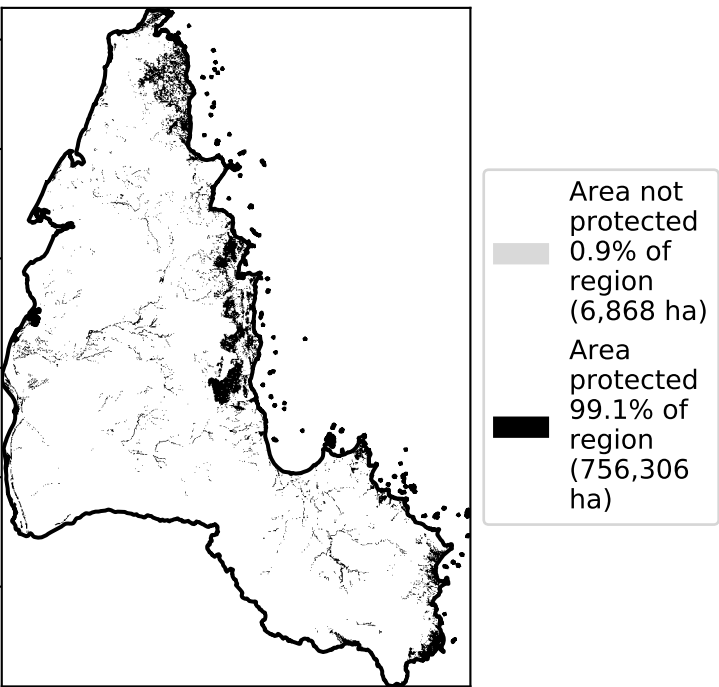 Area not
protected
0.9% of
region
(6,868 ha)
Area
protected
99.1% of
region
(756,306
ha)